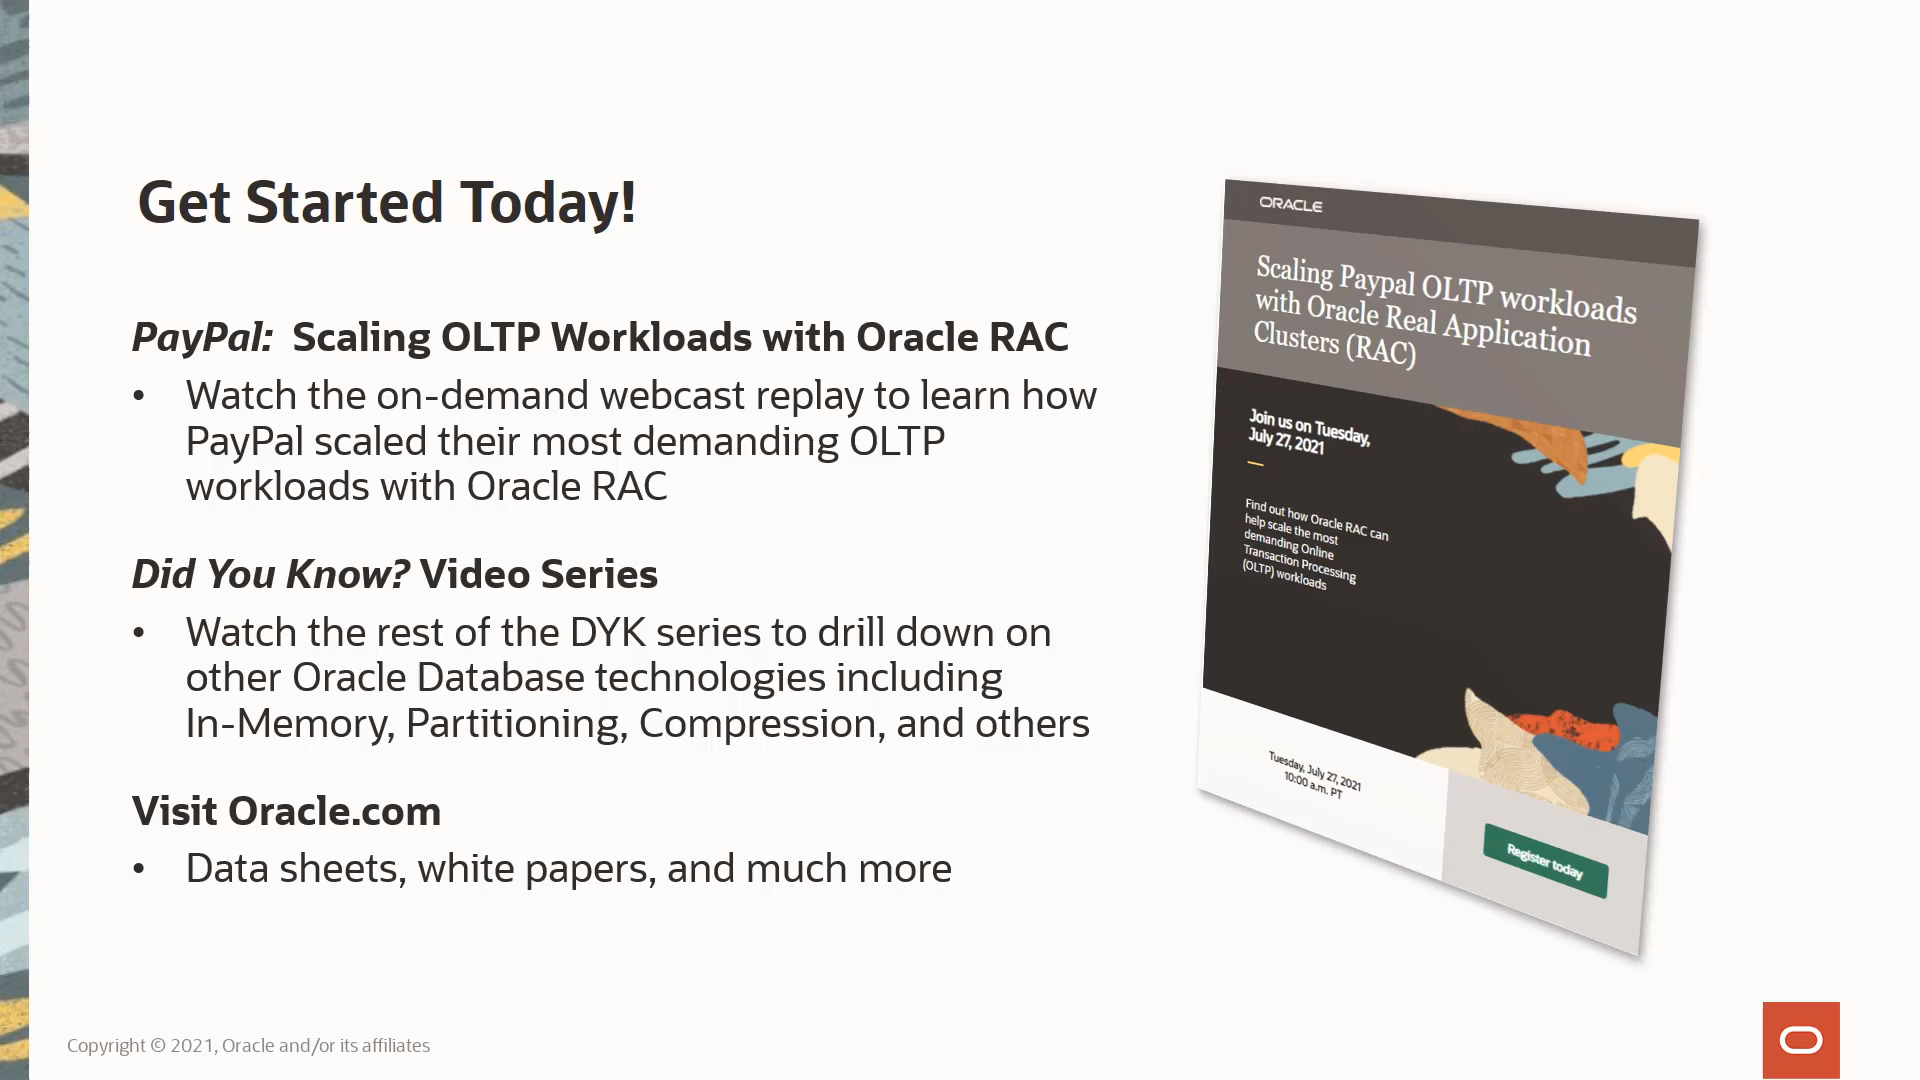 Get Started Today!
PayPal: Scaling OLTP Workloads with Oracle RAC
• Watch the on-demand webcast replay to learn how
PayPal scaled their most demanding OLTP
workloads with Oracle RAC
Did You Know? Video Series
• Watch the rest of the DYK series to drill down on
other Oracle Database technologies including
In-Memory, Partitioning, Compression, and others
Visit Oracle.com
• Data sheets, white papers, and much more
ORACLE
Scaling Paypal OLTP workloads
with Oracle Real Application
Clusters (RAC)
Join us on Tuesday,
July 27, 2021
Find out how Oracle RAC can
help scale the most
demanding Online
Transaction Processing
(OLTP) workloads
Tuesday, July 27, 2021
10:00 a.m. PT
Register today
Copyright © 2021, Oracle and/or its affiliates